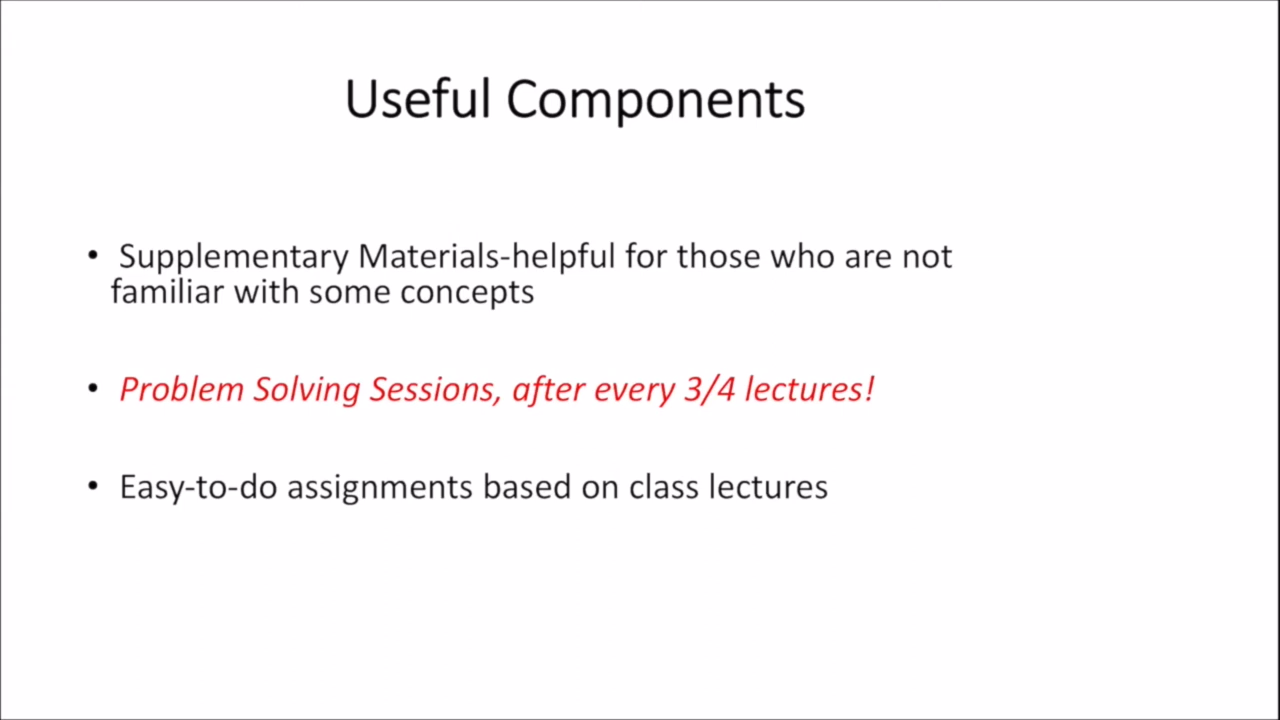 Useful Components
• Supplementary Materials-helpful for those who are not
familiar with some concepts
• Problem Solving Sessions, after every 3/4 lectures!
• Easy-to-do assignments based on class lectures